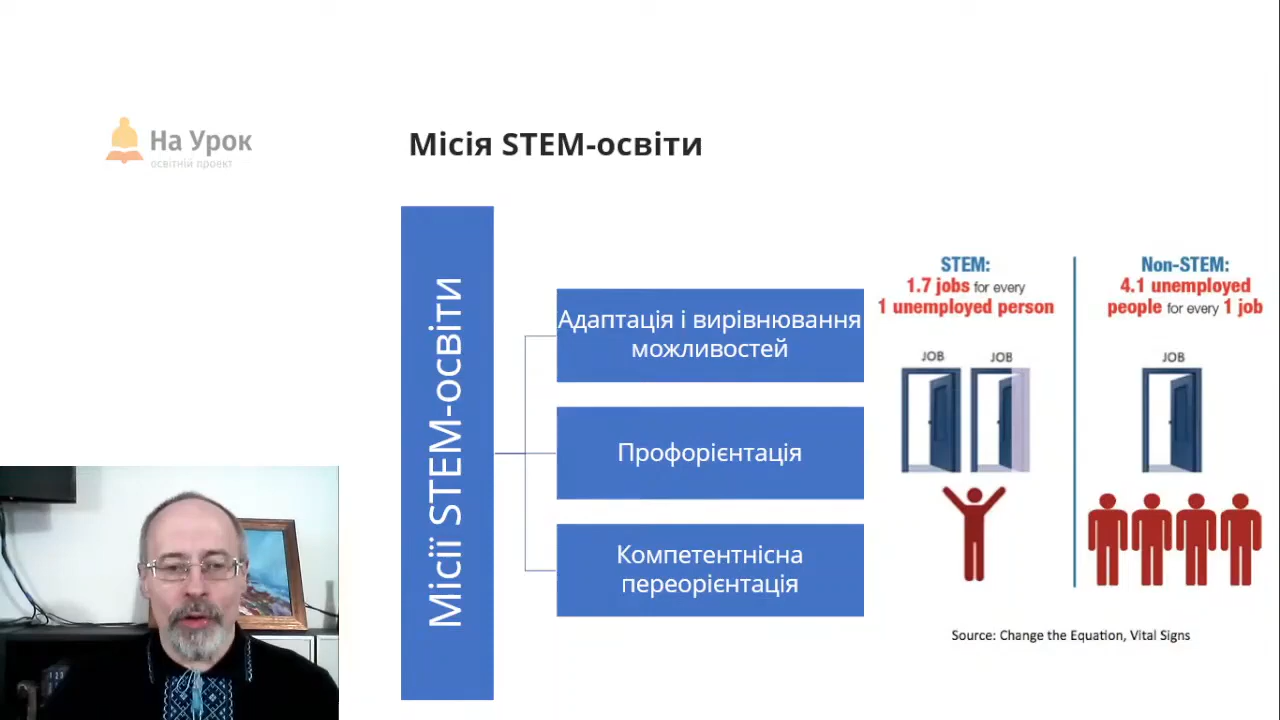 На Урок
освітній проект
Місія STEM-освіти
Місії STEM-освіти
Адаптація і вирівнювання
можливостей
Профорієнтація
Компетентнісна
переорієнтація
STEM:
1.7 jobs for every
1 unemployed person
JOB
JOB
Non-STEM:
4.1 unemployed
people for every 1 job
JOB
Source: Change the Equation, Vital Signs